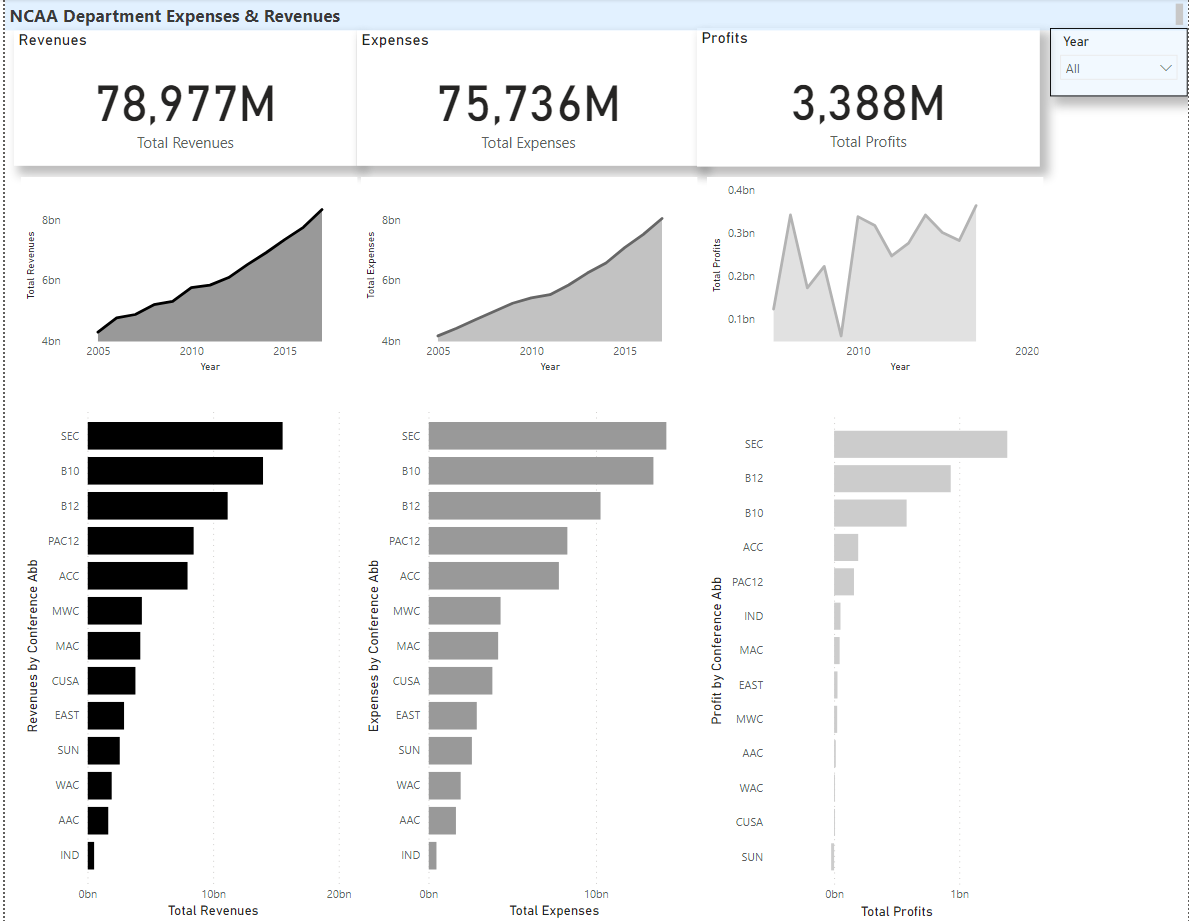 NCAA Department Expenses & Revenues
Revenues
78,977M
Total Revenues
Expenses
75,736M
Total Expenses
Profits
3,388M
Total Profits
Year
All
Total Revenues
8bn
6bn
4bn
2005
2010
2015
Year
Total Expenses
8bn
6bn
4bn
2005
2010
2015
Year
Total Profits
0.4bn
0.3bn
0.2bn
0.1bn
2010
2020
Year
Revenues by Conference Abb
SEC
B10
B12
PAC12
ACC
MWC
MAC
CUSA
EAST
SUN
WAC
AAC
IND
0bn
10bn
20bn
Total Revenues
Expenses by Conference Abb
SEC
B10
B12
PAC12
ACC
MWC
MAC
CUSA
EAST
SUN
WAC
AAC
IND
0bn
10bn
Total Expenses
Profit by Conference Abb
SEC
B12
B10
ACC
PAC12
IND
MAC
EAST
MWC
AAC
WAC
CUSA
SUN
0bn
1bn
Total Profits